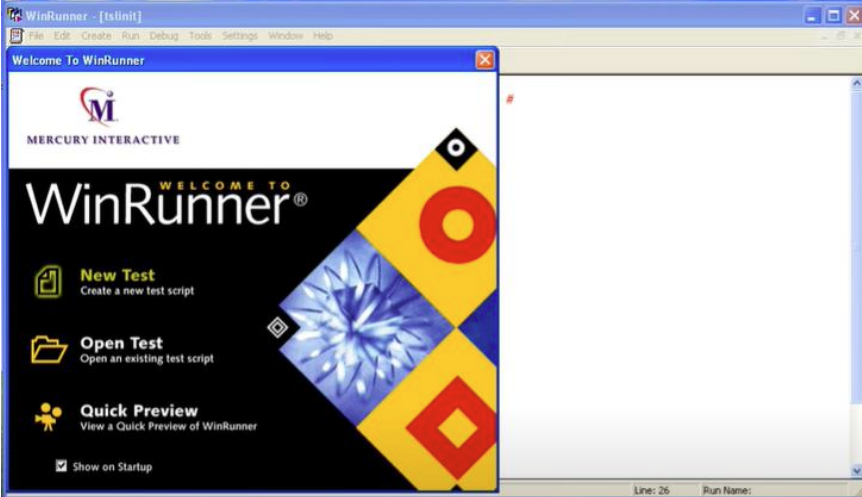 WinRunner - [tslinit]
File Edit Create Run Debug Tools Settings Window Help
Welcome To WinRunner
#
M
MERCURY INTERACTIVE
WELCOME TO
WinRunner®
New Test
Create a new test script
Open Test
Open an existing test script
Quick Preview
View a Quick Preview of WinRunner
Show on Startup
Line: 26 Run Name: